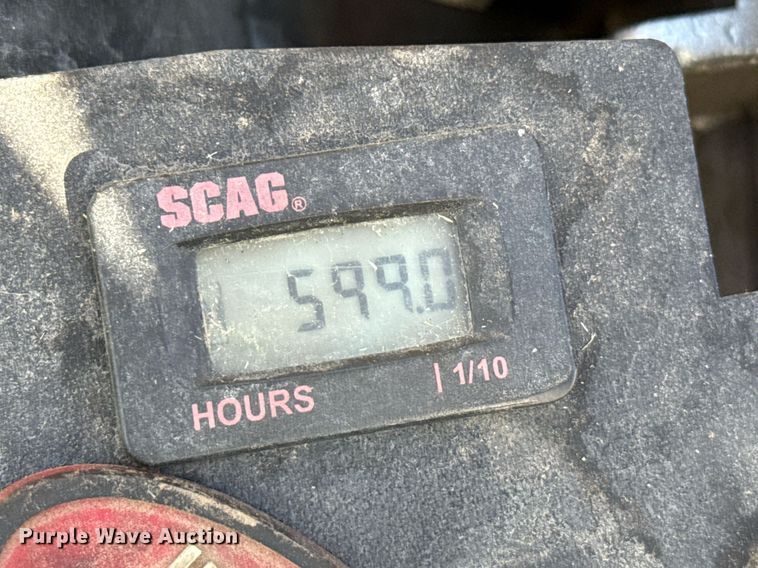 SCAG®
599.0
HOURS | 1/10
Purple Wave Auction